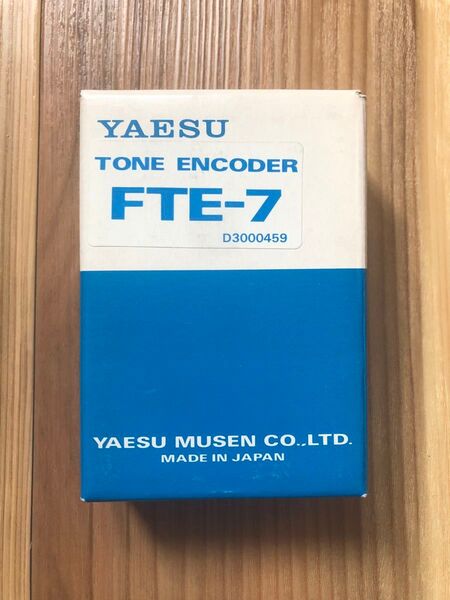 YAESU
TONE ENCODER
FTE-7
D3000459
YAESU MUSEN CO.,LTD.
MADE IN JAPAN